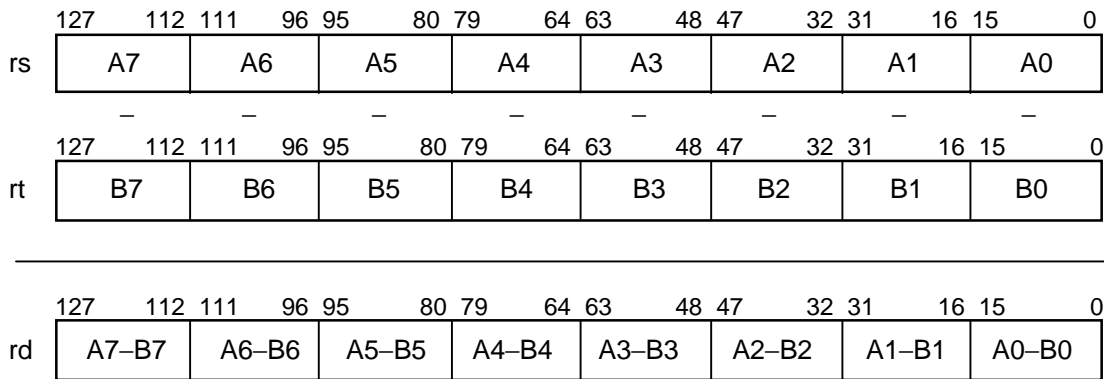 127 112 111 96 95 80 79 64 63 48 47 32 31 16 15 0
rs A7 A6 A5 A4 A3 A2 A1 A0
– – – – – – – –
127 112 111 96 95 80 79 64 63 48 47 32 31 16 15 0
rt B7 B6 B5 B4 B3 B2 B1 B0
127 112 111 96 95 80 79 64 63 48 47 32 31 16 15 0
rd A7–B7 A6–B6 A5–B5 A4–B4 A3–B3 A2–B2 A1–B1 A0–B0